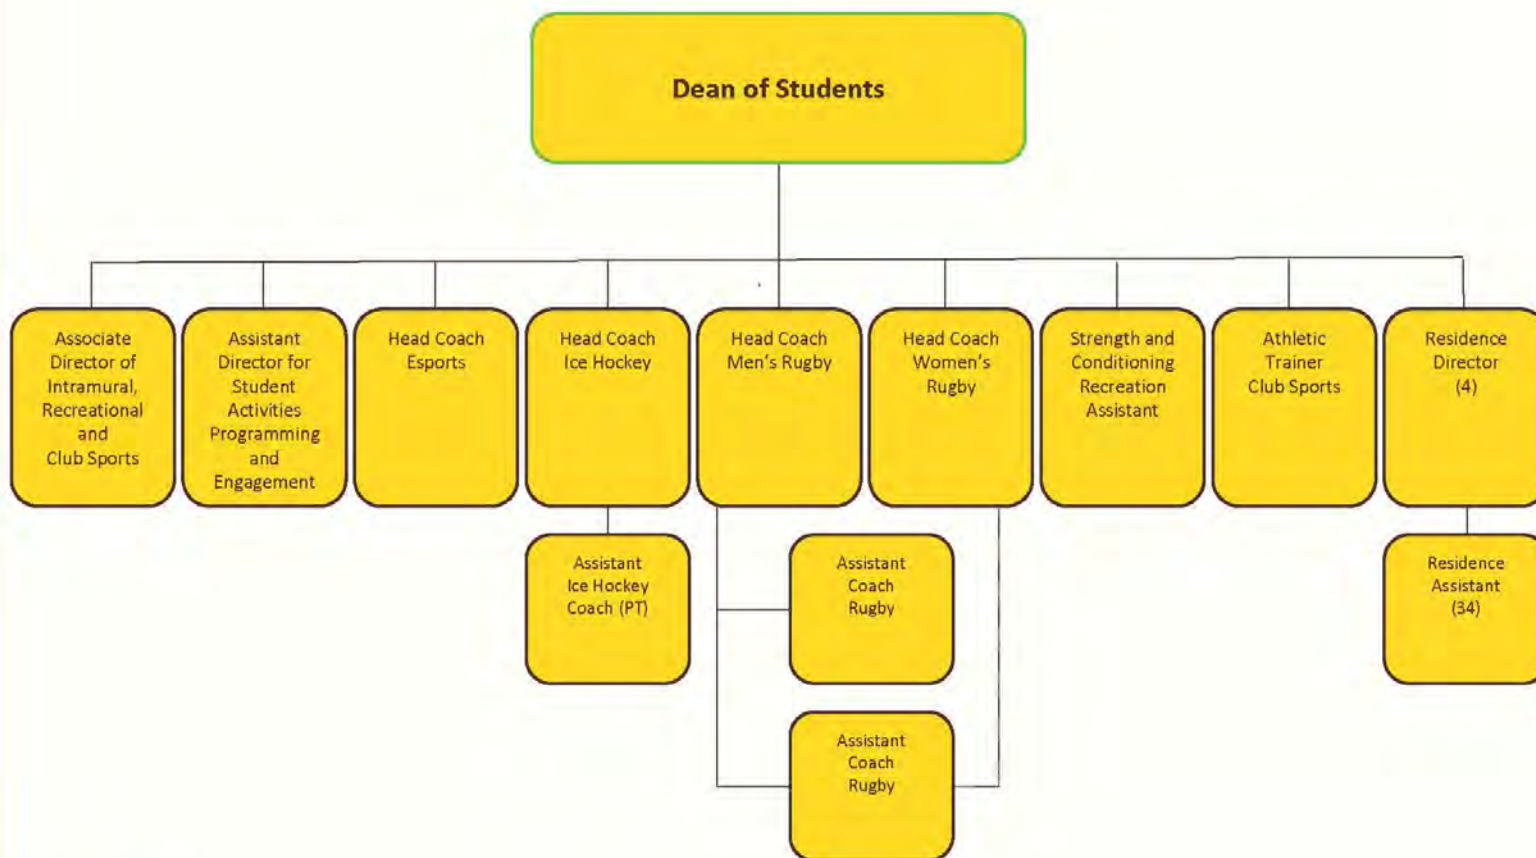 Dean of Students
Associate
Director of
Intramural,
Recreational
and
Club Sports
Assistant
Director for
Student
Activities
Programming
and
Engagement
Head Coach
Esports
Head Coach
Ice Hockey
Head Coach
Men's Rugby
Head Coach
Women's
Rugby
Strength and
Conditioning
Recreation
Assistant
Athletic
Trainer
Club Sports
Residence
Director
(4)
Assistant
Ice Hockey
Coach (PT)
Assistant
Coach
Rugby
Residence
Assistant
(34)
Assistant
Coach
Rugby